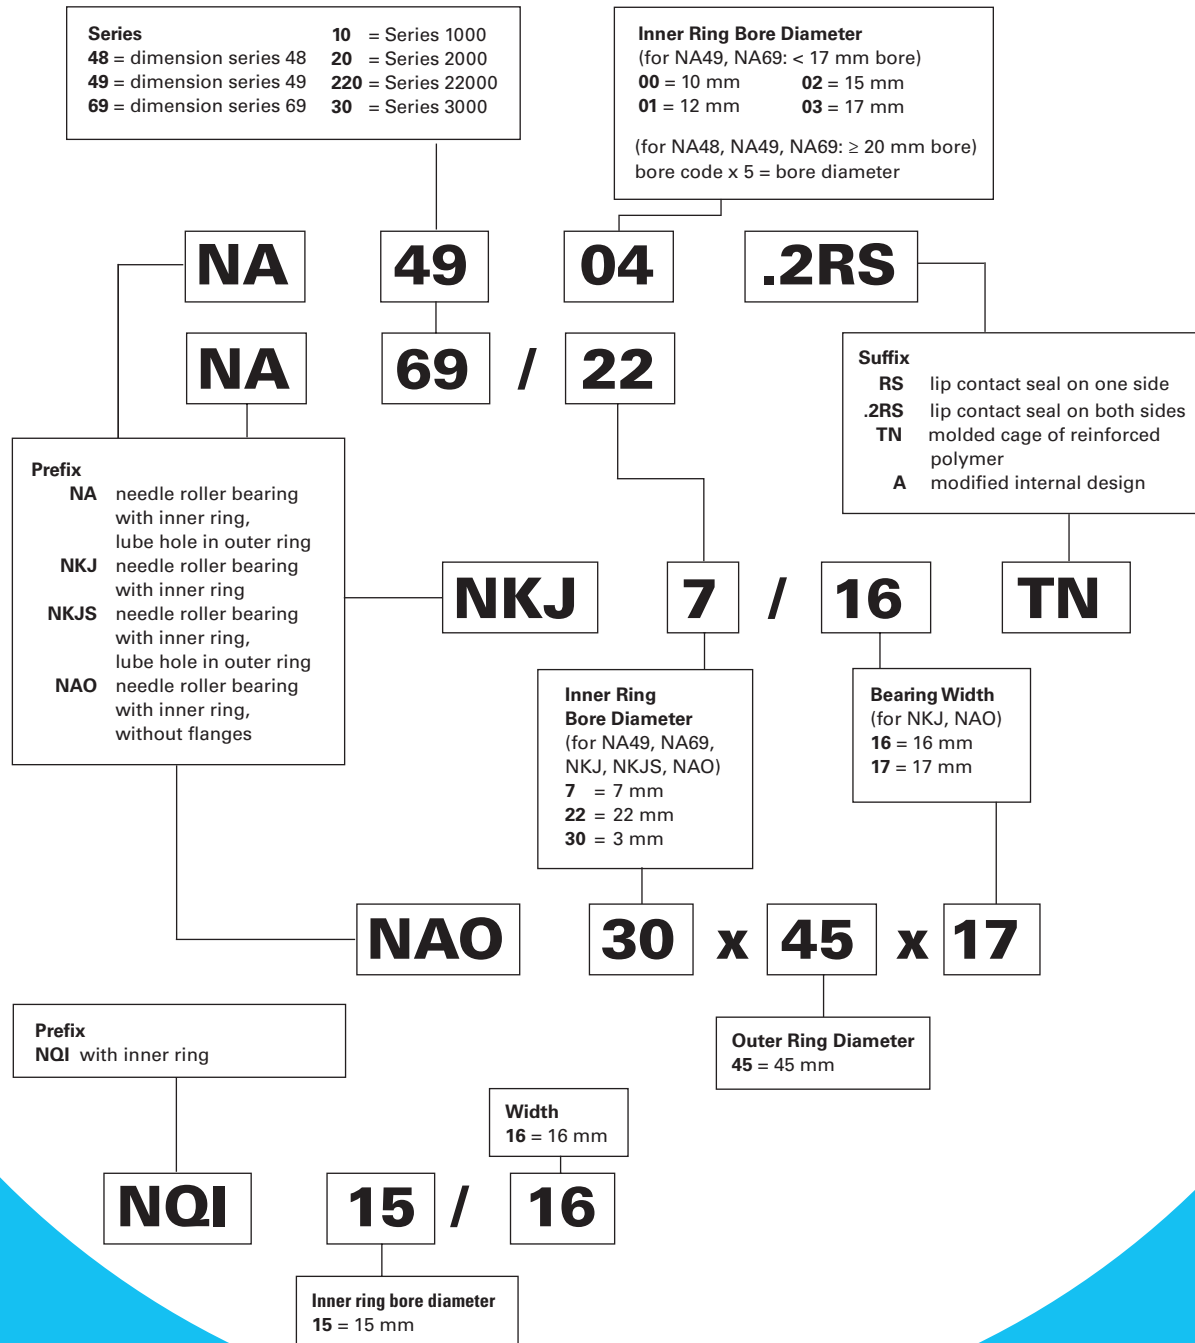 Series
48 = dimension series 48
49 = dimension series 49
69 = dimension series 69
10 = Series 1000
20 = Series 2000
220 = Series 22000
30 = Series 3000
Inner Ring Bore Diameter
(for NA49, NA69: < 17 mm bore)
00 = 10 mm 02 = 15 mm
01 = 12 mm 03 = 17 mm
(for NA48, NA49, NA69: ≥ 20 mm bore)
bore code x 5 = bore diameter
NA 49 04 .2RS
NA 69 / 22
Suffix
RS lip contact seal on one side
.2RS lip contact seal on both sides
TN molded cage of reinforced
polymer
A modified internal design
Prefix
NA needle roller bearing
with inner ring,
lube hole in outer ring
NKJ needle roller bearing
with inner ring
NKJS needle roller bearing
with inner ring,
lube hole in outer ring
NAO needle roller bearing
with inner ring,
without flanges
NKJ 7 / 16 TN
Inner Ring
Bore Diameter
(for NA49, NA69,
NKJ, NKJS, NAO)
7 = 7 mm
22 = 22 mm
30 = 3 mm
Bearing Width
(for NKJ, NAO)
16 = 16 mm
17 = 17 mm
NAO 30 x 45 x 17
Outer Ring Diameter
45 = 45 mm
Prefix
NQI with inner ring
Width
16 = 16 mm
NQI 15 / 16
Inner ring bore diameter
15 = 15 mm